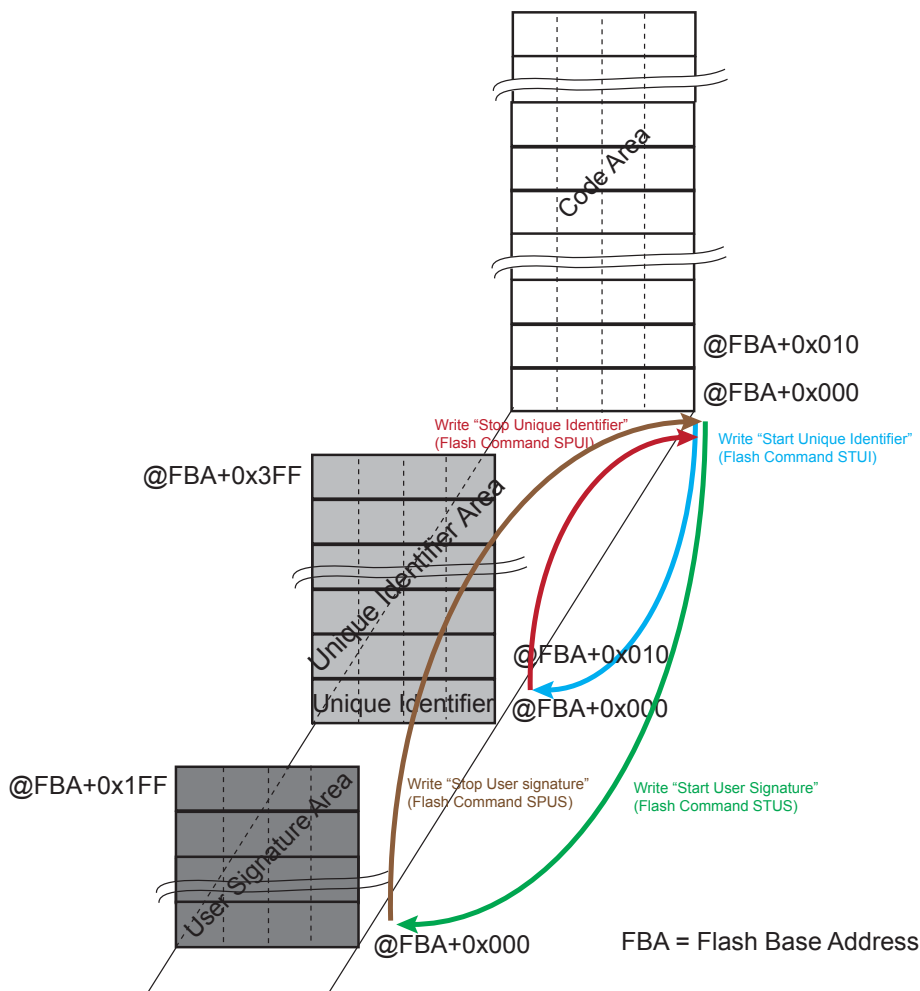 Code Area
@FBA+0x010
@FBA+0x000
Write “Stop Unique Identifier”
(Flash Command SPUI)
Write “Start Unique Identifier”
(Flash Command STUI)
@FBA+0x3FF
Unique Identifier Area
@FBA+0x010
Unique Identifier
@FBA+0x000
@FBA+0x1FF
User Signature Area
Write “Stop User signature”
(Flash Command SPUS)
Write “Start User Signature”
(Flash Command STUS)
@FBA+0x000
FBA = Flash Base Address